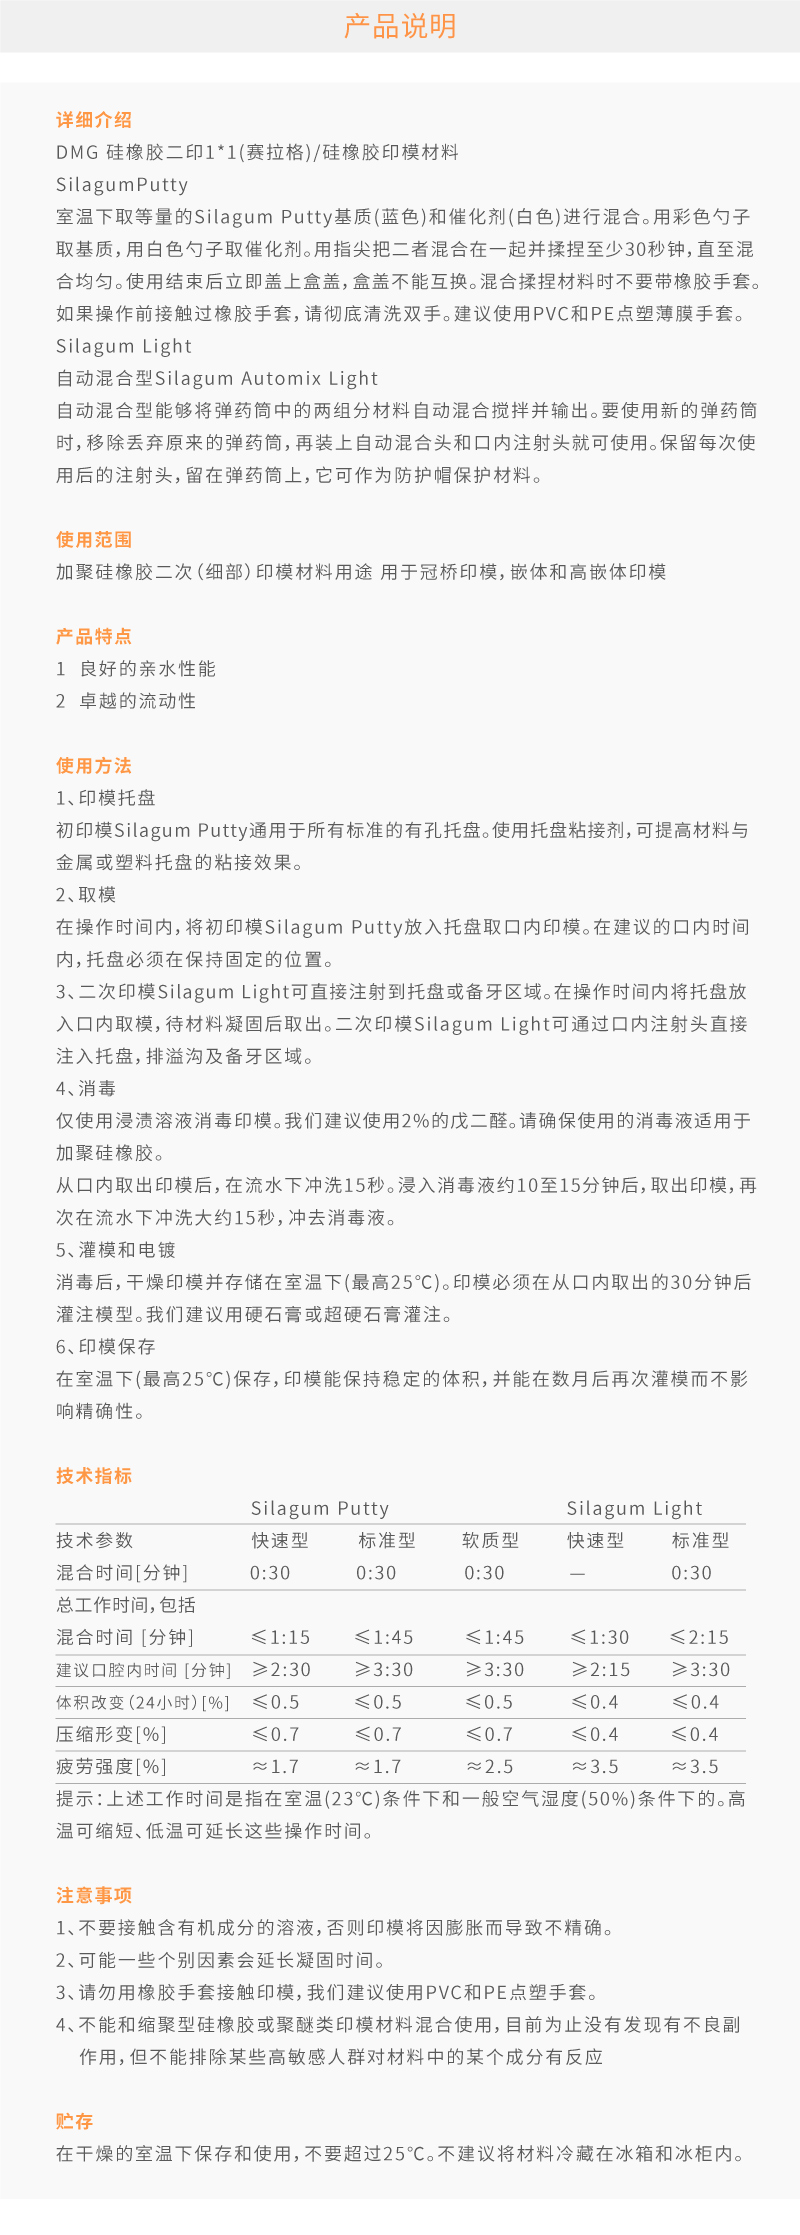 产品说明
详细介绍
DMG 硅橡胶二印1*1(赛拉格)/硅橡胶印模材料
SilagumPutty
室温下取等量的Silagum Putty基质(蓝色)和催化剂(白色)进行混合。用彩色勺子
取基质，用白色勺子取催化剂。用指尖把二者混合在一起并揉捏至少30秒钟，直至混
合均匀。使用结束后立即盖上盒盖，盒盖不能互换。混合揉捏材料时不要带橡胶手套。
如果操作前接触过橡胶手套，请彻底清洗双手。建议使用PVC和PE点塑薄膜手套。
Silagum Light
自动混合型Silagum Automix Light
自动混合型能够将弹药筒中的两组分材料自动混合搅拌并输出。要使用新的弹药筒
时，移除丢弃原来的弹药筒，再装上自动混合头和口内注射头就可使用。保留每次使
用后的注射头，留在弹药筒上，它可作为防护帽保护材料。
使用范围
加聚硅橡胶二次（细部）印模材料用途 用于冠桥印模，嵌体和高嵌体印模
产品特点
1 良好的亲水性能
2 卓越的流动性
使用方法
1、印模托盘
初印模Silagum Putty通用于所有标准的有孔托盘。使用托盘粘接剂，可提高材料与
金属或塑料托盘的粘接效果。
2、取模
在操作时间内，将初印模Silagum Putty放入托盘取口内印模。在建议的口内时间
内，托盘必须在保持固定的位置。
3、二次印模Silagum Light可直接注射到托盘或备牙区域。在操作时间内将托盘放
入口内取模，待材料凝固后取出。二次印模Silagum Light可通过口内注射头直接
注入托盘，排溢沟及备牙区域。
4、消毒
仅使用浸渍溶液消毒印模。我们建议使用2%的戊二醛。请确保使用的消毒液适用于
加聚硅橡胶。
从口内取出印模后，在流水下冲洗15秒。浸入消毒液约10至15分钟后，取出印模，再
次在流水下冲洗大约15秒，冲去消毒液。
5、灌模和电镀
消毒后，干燥印模并存储在室温下(最高25℃)。印模必须在从口内取出的30分钟后
灌注模型。我们建议用硬石膏或超硬石膏灌注。
6、印模保存
在室温下(最高25℃)保存，印模能保持稳定的体积，并能在数月后再次灌模而不影
响精确性。
技术指标
Silagum Putty Silagum Light
技术参数 快速型 标准型 软质型 快速型 标准型
混合时间[分钟] 0:30 0:30 0:30 — 0:30
总工作时间，包括
混合时间 [分钟] ≤1:15 ≤1:45 ≤1:45 ≤1:30 ≤2:15
建议口腔内时间 [分钟] ≥2:30 ≥3:30 ≥3:30 ≥2:15 ≥3:30
体积改变（24小时）[%] ≤0.5 ≤0.5 ≤0.5 ≤0.4 ≤0.4
压缩形变[%] ≤0.7 ≤0.7 ≤0.7 ≤0.4 ≤0.4
疲劳强度[%] ≈1.7 ≈1.7 ≈2.5 ≈3.5 ≈3.5
提示：上述工作时间是指在室温(23℃)条件下和一般空气湿度(50%)条件下的。高
温可缩短、低温可延长这些操作时间。
注意事项
1、不要接触含有机成分的溶液，否则印模将因膨胀而导致不精确。
2、可能一些个别因素会延长凝固时间。
3、请勿用橡胶手套接触印模，我们建议使用PVC和PE点塑手套。
4、不能和缩聚型硅橡胶或聚醚类印模材料混合使用，目前为止没有发现有不良副
作用，但不能排除某些高敏感人群对材料中的某个成分有反应
贮存
在干燥的室温下保存和使用，不要超过25℃。不建议将材料冷藏在冰箱和冰柜内。